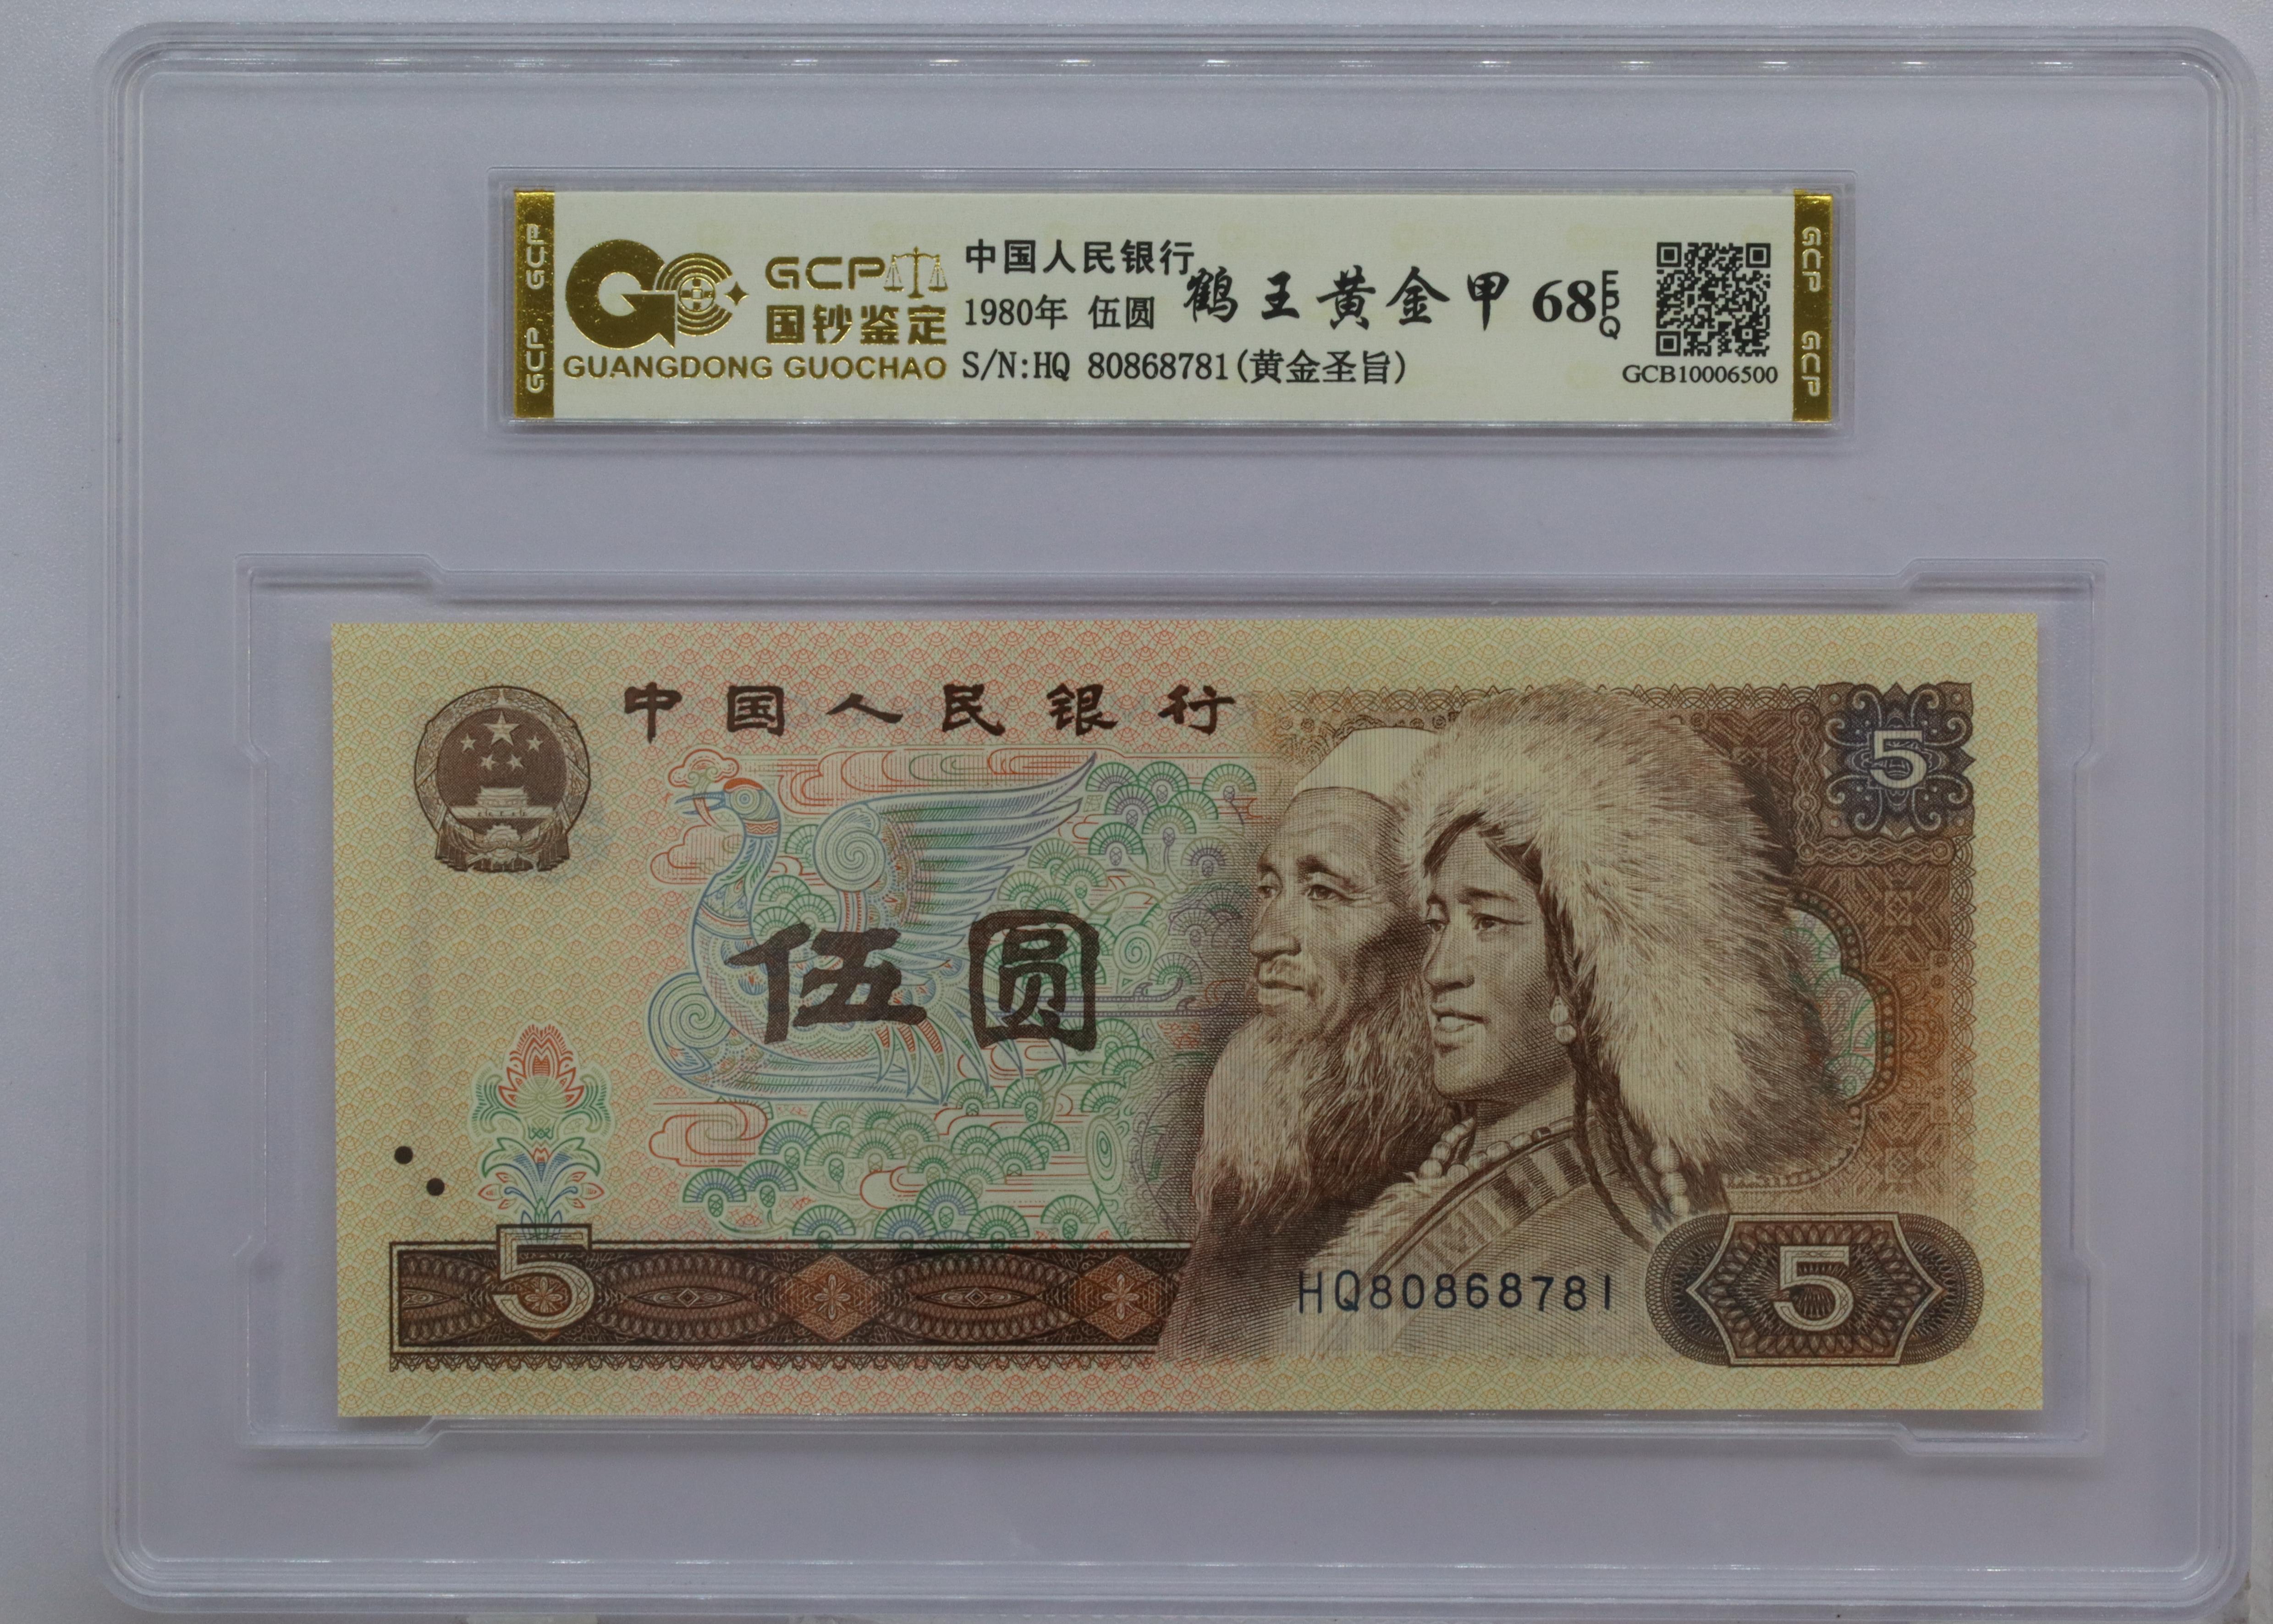 GCP GCP
GCP
国钞鉴定
GUANGDONG GUOCHAO
中国人民银行
1980年 伍圆
S/N:HQ 80868781(黄金圣旨)
鹤王黄金甲 68 EPQ
GCB10006500
GCP GCP
中国人民银行
5
伍圆
5
HQ80868781
5